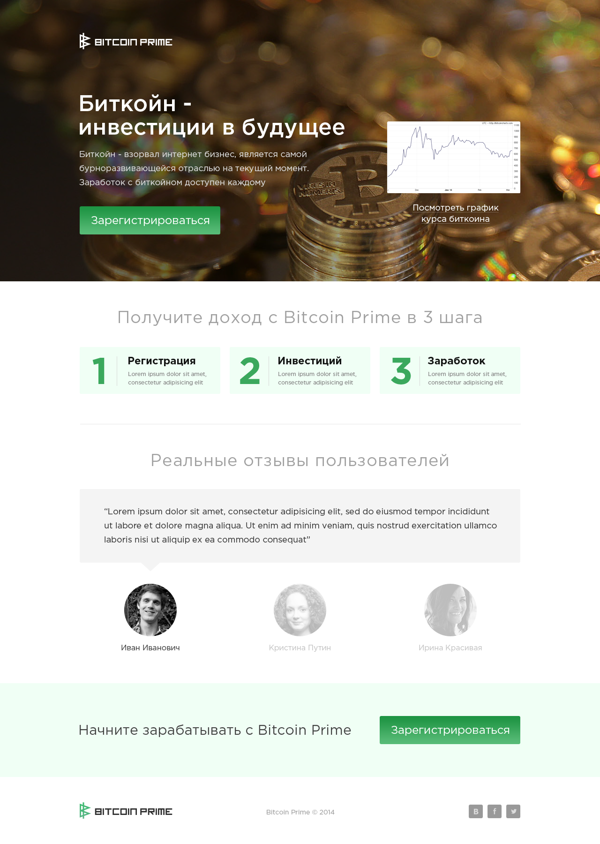 BITCOIN PRIME
Биткойн -
инвестиции в будущее
Биткойн - взорвал интернет бизнес, является самой
бурноразвивающейся отраслью на текущий момент.
Заработок с биткойном доступен каждому
Зарегистрироваться
Посмотреть график
курса биткоина
Получите доход с Bitcoin Prime в 3 шага
1
Регистрация
Lorem ipsum dolor sit amet,
consectetur adipisicing elit
2
Инвестиций
Lorem ipsum dolor sit amet,
consectetur adipisicing elit
3
Заработок
Lorem ipsum dolor sit amet,
consectetur adipisicing elit
Реальные отзывы пользователей
"Lorem ipsum dolor sit amet, consectetur adipisicing elit, sed do eiusmod tempor incididunt
ut labore et dolore magna aliqua. Ut enim ad minim veniam, quis nostrud exercitation ullamco
laboris nisi ut aliquip ex ea commodo consequat"
Иван Иванович
Кристина Путин
Ирина Красивая
Начните зарабатывать с Bitcoin Prime
Зарегистрироваться
BITCOIN PRIME
Bitcoin Prime © 2014